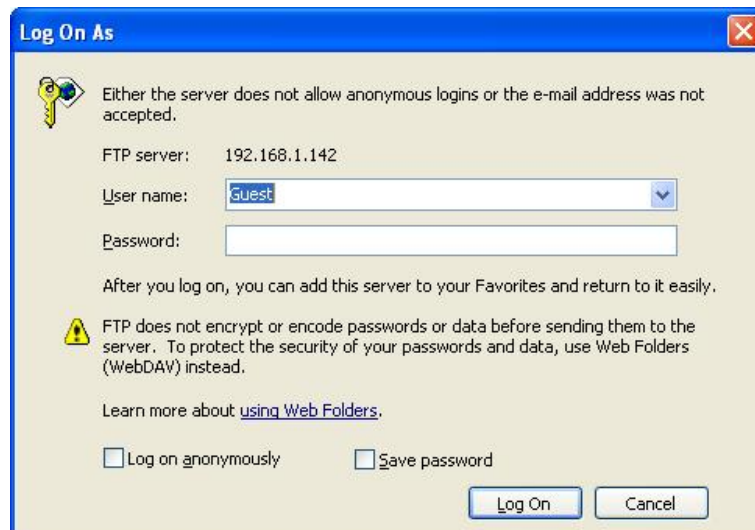 Log On As
Either the server does not allow anonymous logins or the e-mail address was not
accepted.
FTP server: 192.168.1.142
User name: Guest
Password:
After you log on, you can add this server to your Favorites and return to it easily.
FTP does not encrypt or encode passwords or data before sending them to the
server. To protect the security of your passwords and data, use Web Folders
(WebDAV) instead.
Learn more about using Web Folders.
Log on anonymously Save password
Log On Cancel